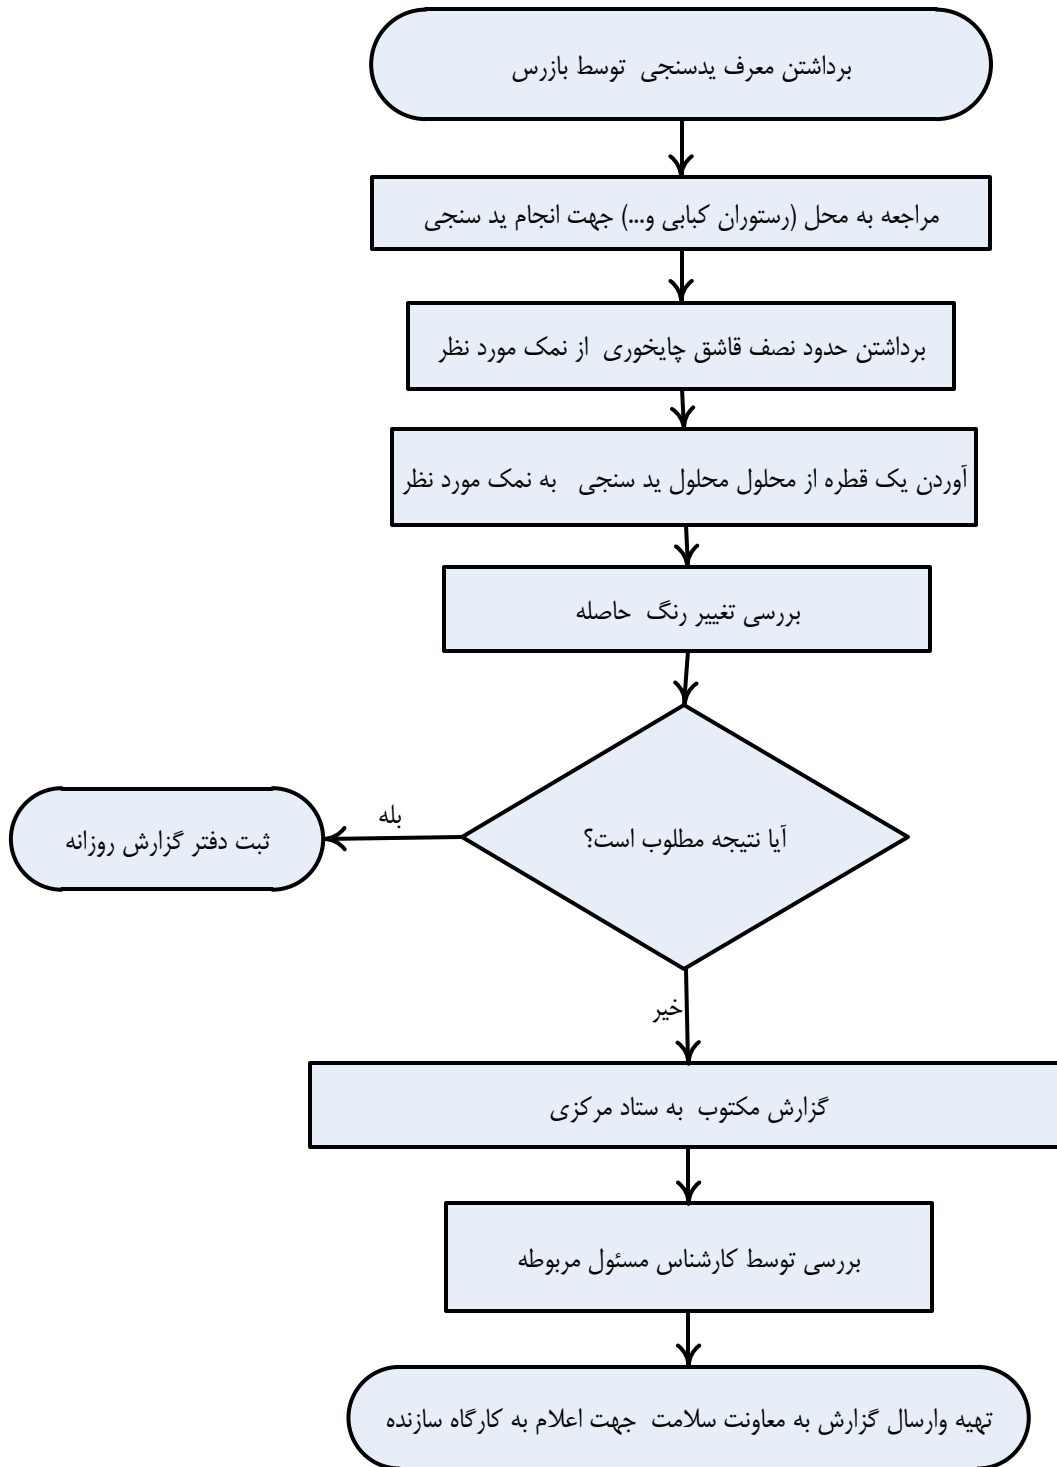 برداشتن معرف یدسنجی توسط بازرس
مراجعه به محل (رستوران کبابی و...) جهت انجام ید سنجی
برداشتن حدود نصف قاشق چایخوری از نمک مورد نظر
آوردن یک قطره از محلول محلول ید سنجی به نمک مورد نظر
بررسی تغییر رنگ حاصله
آیا نتیجه مطلوب است؟
بله
ثبت دفتر گزارش روزانه
خیر
گزارش مکتوب به ستاد مرکزی
بررسی توسط کارشناس مسئول مربوطه
تهیه وارسال گزارش به معاونت سلامت جهت اعلام به کارگاه سازنده